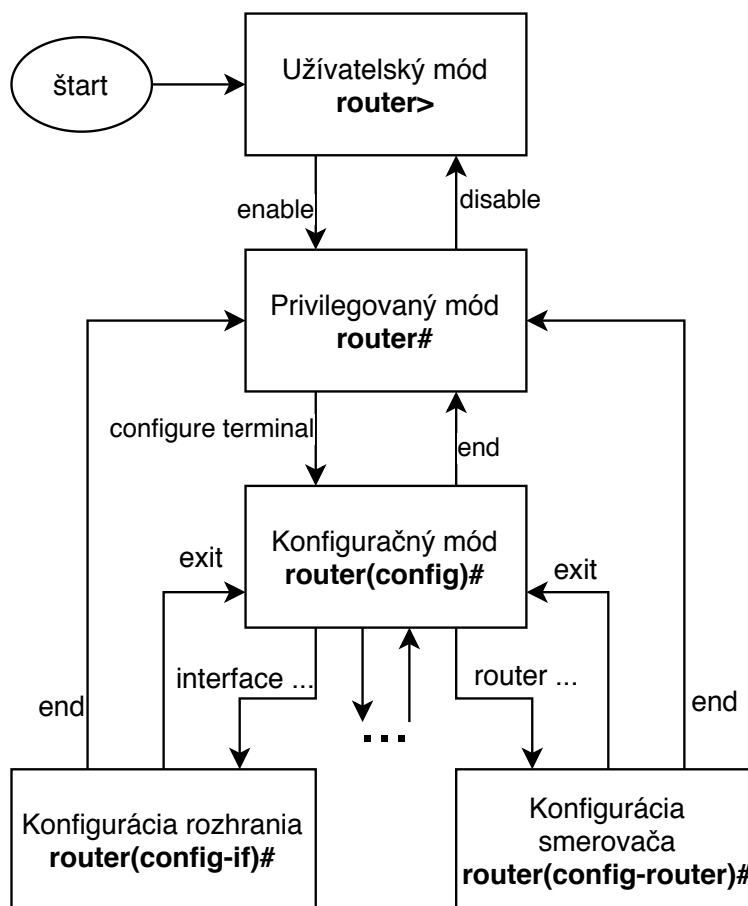 štart
Užívatelský mód
router>
enable
disable
Privilegovaný mód
router#
configure terminal
end
Konfiguračný mód
router(config)#
exit
exit
interface ...
router ...
end
end
...
Konfigurácia rozhrania
router(config-if)#
Konfigurácia
smerovača
router(config-router)#